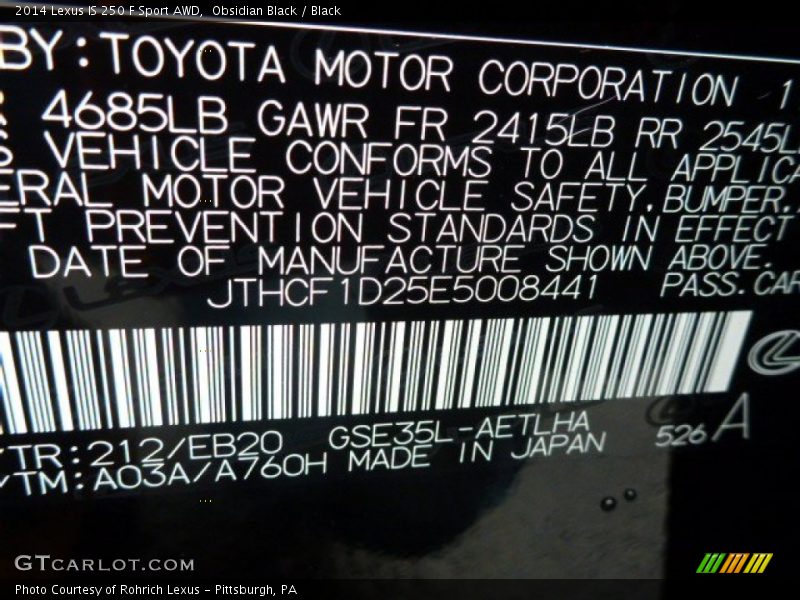 2014 Lexus IS 250 F Sport AWD,  Obsidian Black / Black
BY:TOYOTA MOTOR CORPORATION 1
4685LB GAWR FR 2415LB RR 2545L
S VEHICLE CONFORMS TO ALL APPLICA
ERAL MOTOR VEHICLE SAFETY,BUMPER,
FT PREVENTION STANDARDS IN EFFECT
DATE OF MANUFACTURE SHOWN ABOVE.
JTHCF1D25E5008441 PASS.CAR
/TR:212/EB20 GSE35L-AETLHA
/TM:A03A/A760H MADE IN JAPAN 526A
GTCARLOT.COM
Photo Courtesy of Rohrich Lexus - Pittsburgh, PA